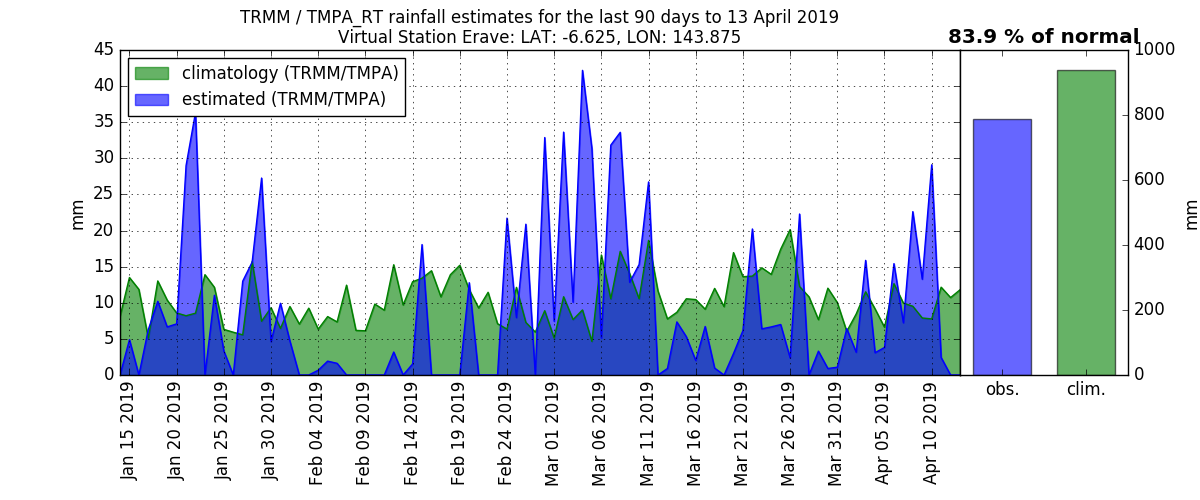 TRMM / TMPA_RT rainfall estimates for the last 90 days to 13 April 2019
Virtual Station Erave: LAT: -6.625, LON: 143.875
83.9 % of normal
climatology (TRMM/TMPA)
estimated (TRMM/TMPA)
mm
45
40
35
30
25
20
15
10
5
0
Jan 15 2019
Jan 20 2019
Jan 25 2019
Jan 30 2019
Feb 04 2019
Feb 09 2019
Feb 14 2019
Feb 19 2019
Feb 24 2019
Mar 01 2019
Mar 06 2019
Mar 11 2019
Mar 16 2019
Mar 21 2019
Mar 26 2019
Mar 31 2019
Apr 05 2019
Apr 10 2019
obs.
clim.
1000
800
600
400
200
0
mm